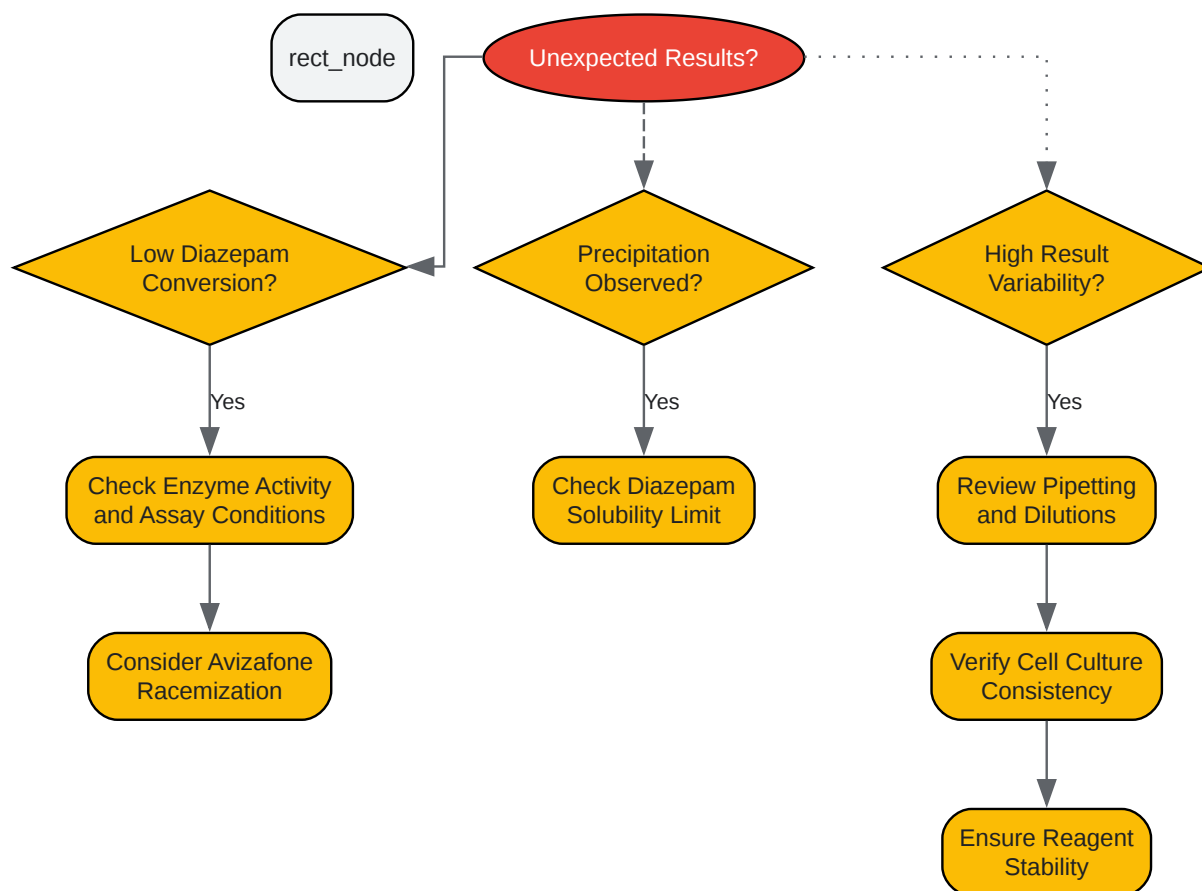 rect_node
Unexpected Results?
Low Diazepam
Conversion?
Precipitation
Observed?
High Result
Variability?
Yes
Yes
Yes
Check Enzyme Activity
and Assay Conditions
Check Diazepam
Solubility Limit
Review Pipetting
and Dilutions
Consider Avizafone
Racemization
Verify Cell Culture
Consistency
Ensure Reagent
Stability